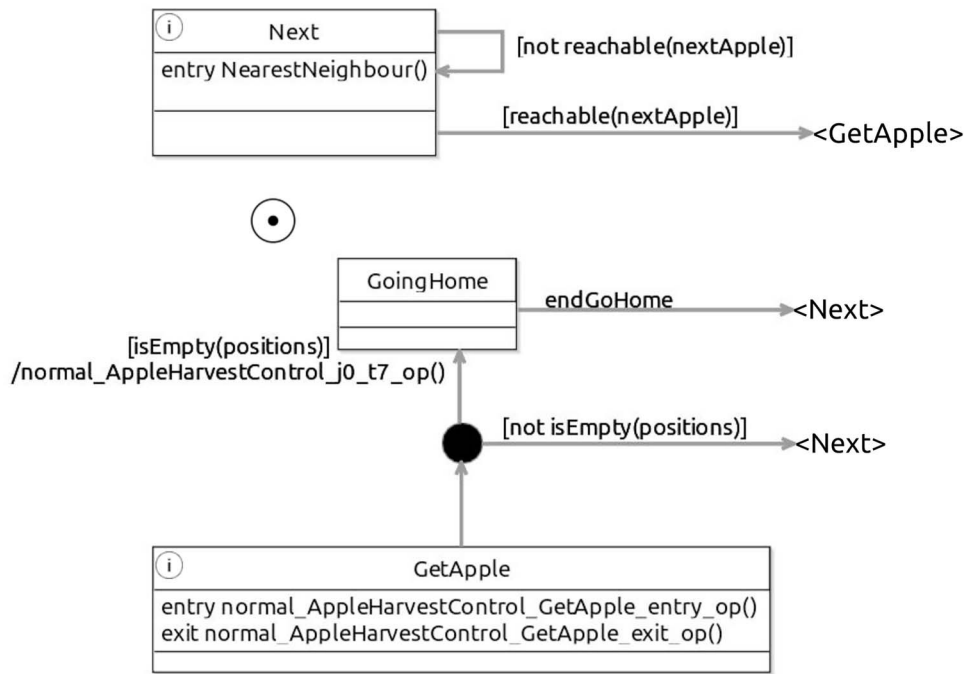 i
Next
entry NearestNeighbour()
[not reachable(nextApple)]
[reachable(nextApple)]
<GetApple>
GoingHome
endGoHome
<Next>
[isEmpty(positions)]
/normal_AppleHarvestControl_j0_t7_op()
[not isEmpty(positions)]
<Next>
i
GetApple
entry normal_AppleHarvestControl_GetApple_entry_op()
exit normal_AppleHarvestControl_GetApple_exit_op()